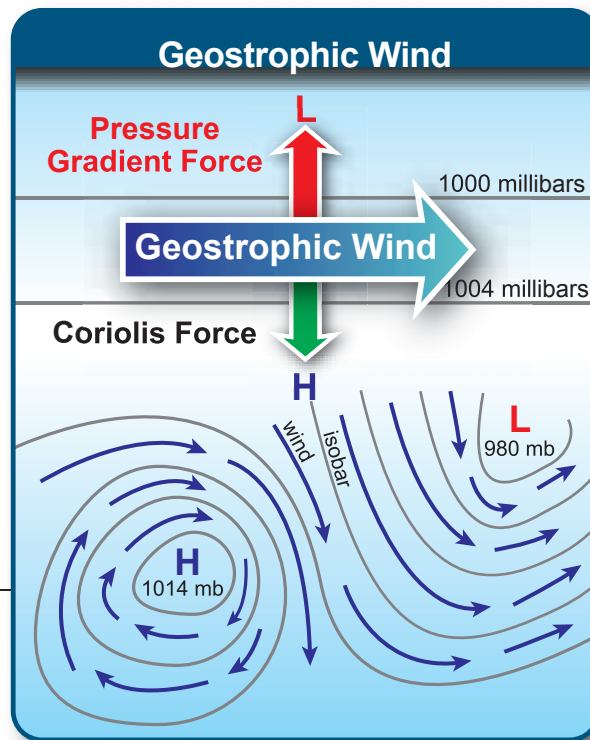 Geostrophic Wind
L
Pressure
Gradient Force
1000 millibars
Geostrophic Wind
1004 millibars
Coriolis Force
H
wind
isobar
L
980 mb
H
1014 mb